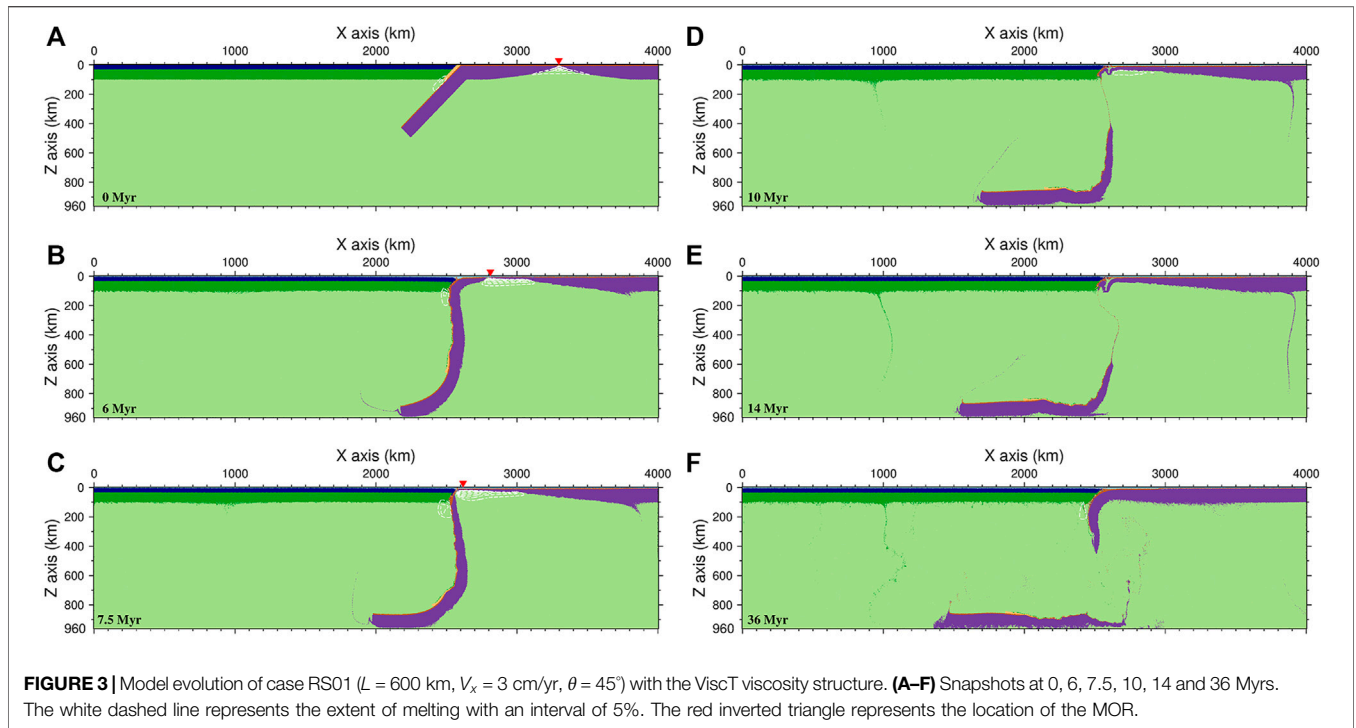 A
X axis
0 1000 2000 3000 4000
Z axis (km)
0
200
400
600
800
960
0 Myr
B
X axis
0 1000 2000 3000 4000
Z axis (km)
0
200
400
600
800
960
6 Myr
C
X axis
0 1000 2000 3000 4000
Z axis (km)
0
200
400
600
800
960
7.5 Myr
D
X axis
0 1000 2000 3000 4000
Z axis (km)
0
200
400
600
800
960
10 Myr
E
X axis
0 1000 2000 3000 4000
Z axis (km)
0
200
400
600
800
960
14 Myr
F
X axis
0 1000 2000 3000 4000
Z axis (km)
0
200
400
600
800
960
36 Myr
FIGURE 3 | Model evolution of case RS01 (L = 600 km, Vx = 3 cm/yr, θ = 45°) with the ViscT viscosity structure. (A–F) Snapshots at 0, 6, 7.5, 10, 14 and 36 Myrs.
The white dashed line represents the extent of melting with an interval of 5%. The red inverted triangle represents the location of the MOR.